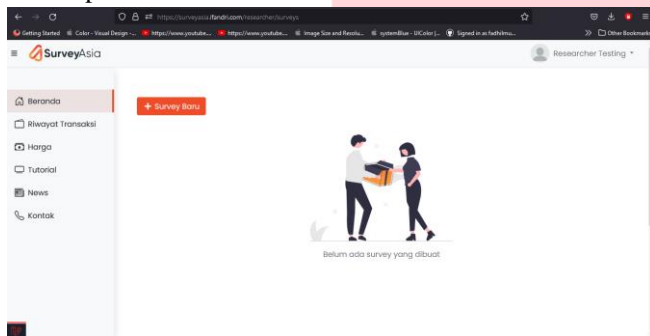 https://surveyasia.ifandri.com/researcher/surveys
Getting Started Color - Visual Design -... https://www.youtube... https://www.youtube... Image Size and Resolu... systemBlue - UIColor |... Signed in as fadhilmu... Other Bookmarks
SurveyAsia
Researcher Testing
Beranda
+ Survey Baru
Riwayat Transaksi
Harga
Tutorial
News
Kontak
Belum ada survey yang dibuat